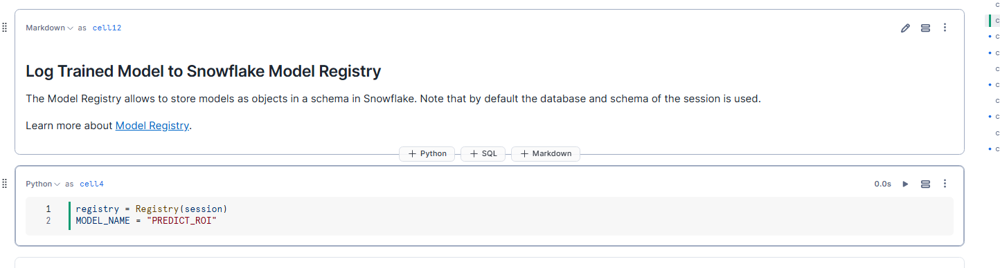 Markdown as cell12
Log Trained Model to Snowflake Model Registry
The Model Registry allows to store models as objects in a schema in Snowflake. Note that by default the database and schema of the session is used.
Learn more about Model Registry.
+ Python + SQL + Markdown
Python as cell4 0.0s
1 registry = Registry(session)
2 MODEL_NAME = "PREDICT_ROI"